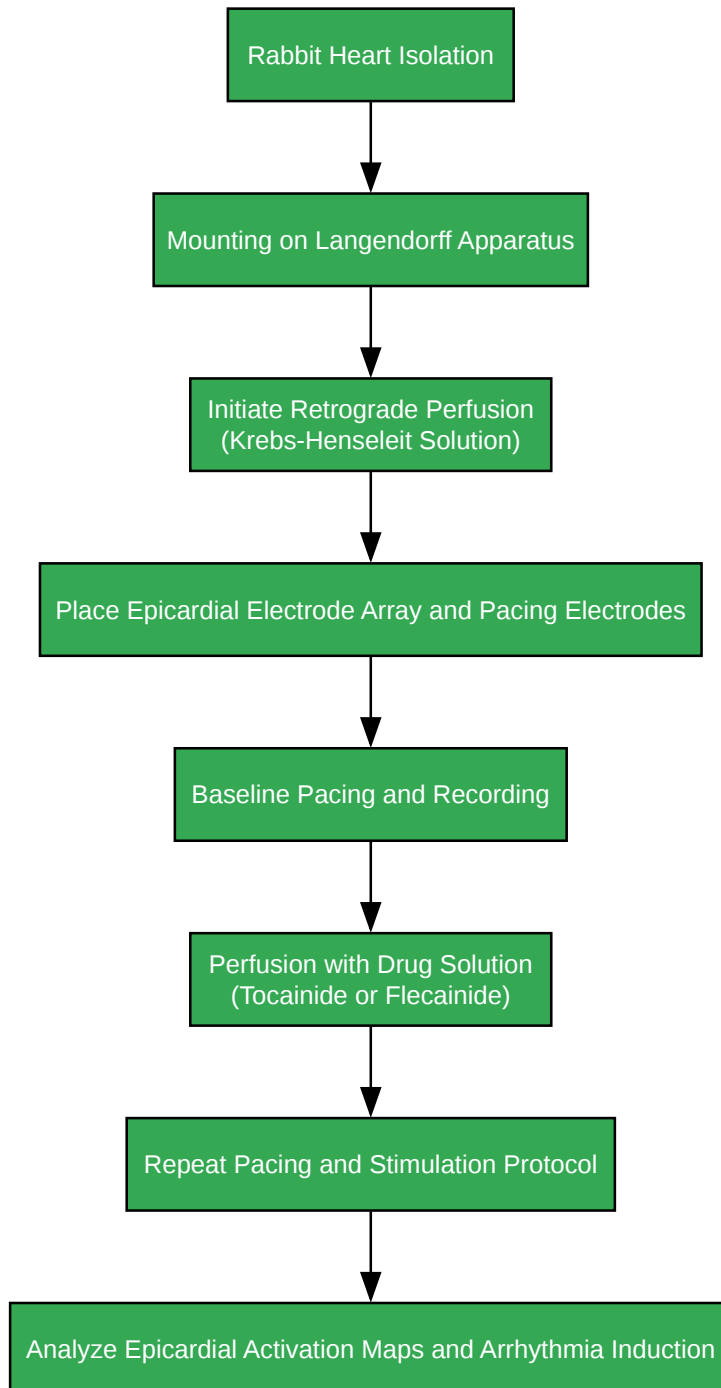 Rabbit Heart Isolation
Mounting on Langendorff Apparatus
Initiate Retrograde Perfusion
(Krebs-Henseleit Solution)
Place Epicardial Electrode Array and Pacing Electrodes
Baseline Pacing and Recording
Perfusion with Drug Solution
(Tocainide or Flecainide)
Repeat Pacing and Stimulation Protocol
Analyze Epicardial Activation Maps and Arrhythmia Induction